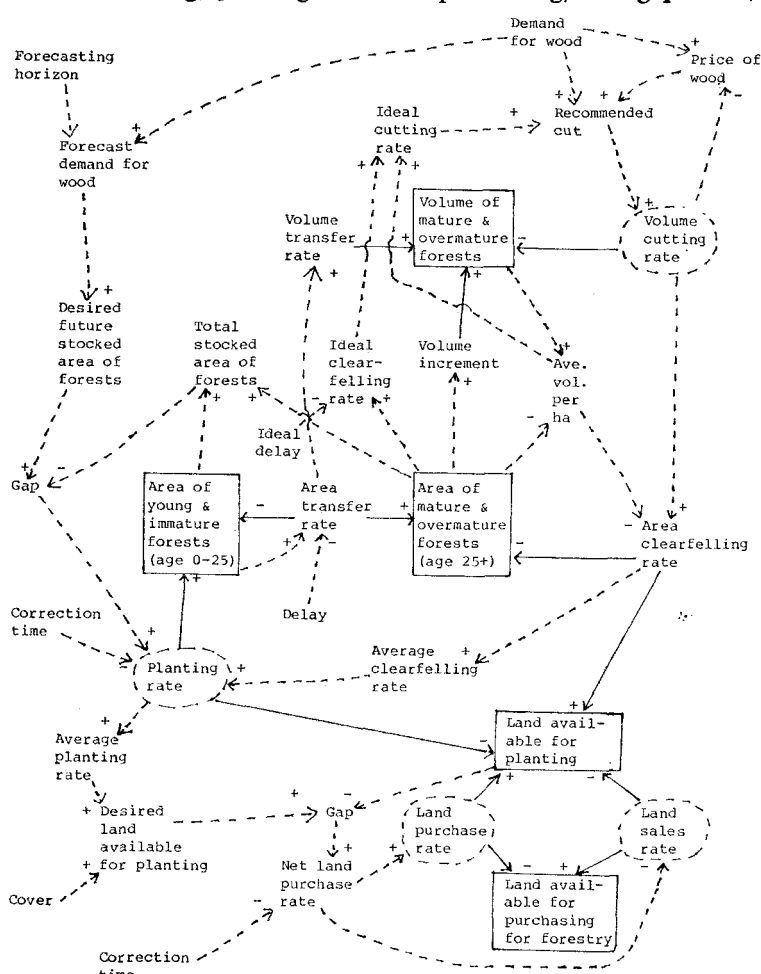 Demand
for wood
Forecasting
horizon
Price of
wood
Ideal
cutting
rate
Recommended
cut
Forecast
demand for
wood
Volume of
mature &
overmature
forests
Volume
transfer
rate
Volume
cutting
rate
Desired
future
stocked
area of
forests
Total
stocked
area of
forests
Ideal
clear-
felling
rate
Volume
increment
Ave.
vol.
per
ha
Ideal
delay
Gap
Area of
young &
immature
forests
(age 0-25)
Area
transfer
rate
Area of
mature &
overmature
forests
(age 25+)
Area
clearfelling
rate
Delay
Correction
time
Planting
rate
Average
clearfelling
rate
Average
planting
rate
Land avail-
able for
planting
Desired
land
available
for planting
Gap
Land
purchase
rate
Land
sales
rate
Net land
purchase
rate
Land avail-
able for
purchasing
for forestry
Cover
Correction